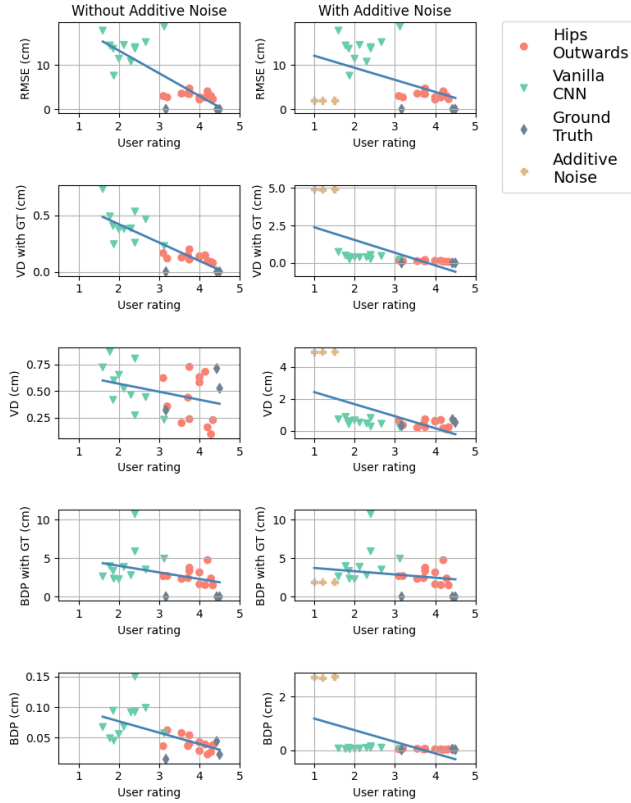 Without Additive Noise
With Additive Noise
RMSE (cm)
10
0
1 2 3 4 5
User rating
RMSE (cm)
10
0
1 2 3 4 5
User rating
Hips
Outwards
Vanilla
CNN
Ground
Truth
Additive
Noise
VD with GT (cm)
0.5
0.0
1 2 3 4 5
User rating
VD with GT (cm)
5.0
2.5
0.0
1 2 3 4 5
User rating
VD (cm)
0.75
0.50
0.25
1 2 3 4 5
User rating
VD (cm)
4
2
0
1 2 3 4 5
User rating
BDP with GT (cm)
10
5
0
1 2 3 4 5
User rating
BDP with GT (cm)
10
5
0
1 2 3 4 5
User rating
BDP (cm)
0.15
0.10
0.05
1 2 3 4 5
User rating
BDP (cm)
2
0
1 2 3 4 5
User rating